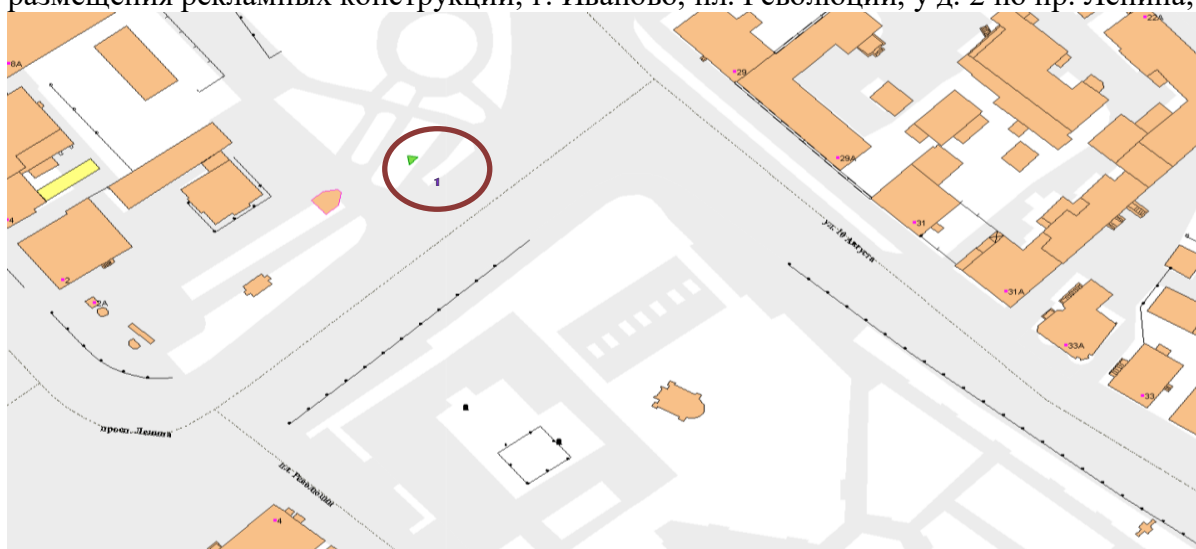 размещения рекламных конструкций, г. Иваново, пл. Революции, у д. 2 по пр. Ленина,
22А
8А
29
29А
1
4
31
ул. 10 Августа
2
2А
31А
33А
33
просп. Ленина
пл. Революции
4